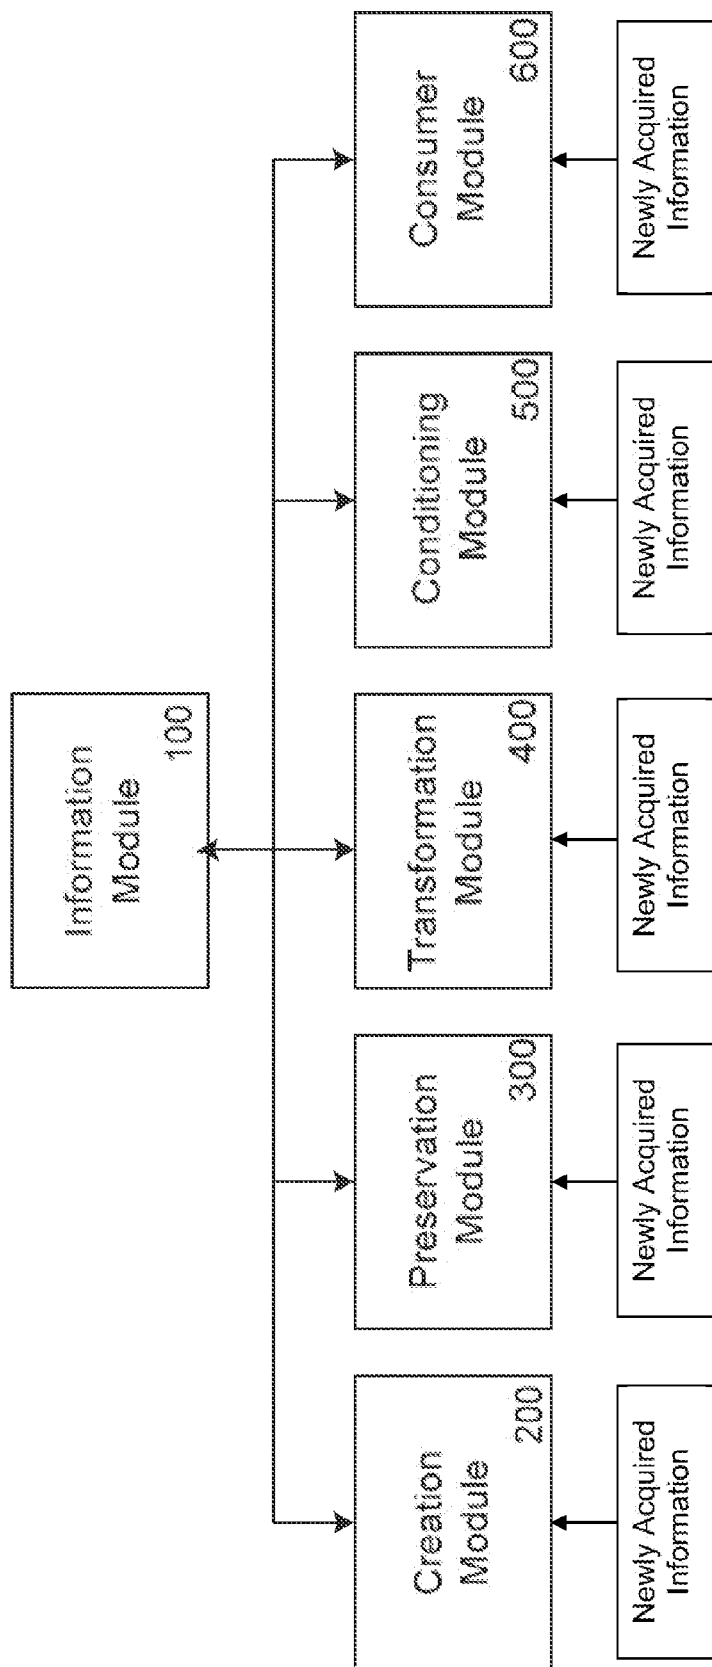 Information
Module
100
Creation
Module
200
Preservation
Module
300
Transformation
Module
400
Conditioning
Module
500
Consumer
Module
600
Newly Acquired
Information
Newly Acquired
Information
Newly Acquired
Information
Newly Acquired
Information
Newly Acquired
Information